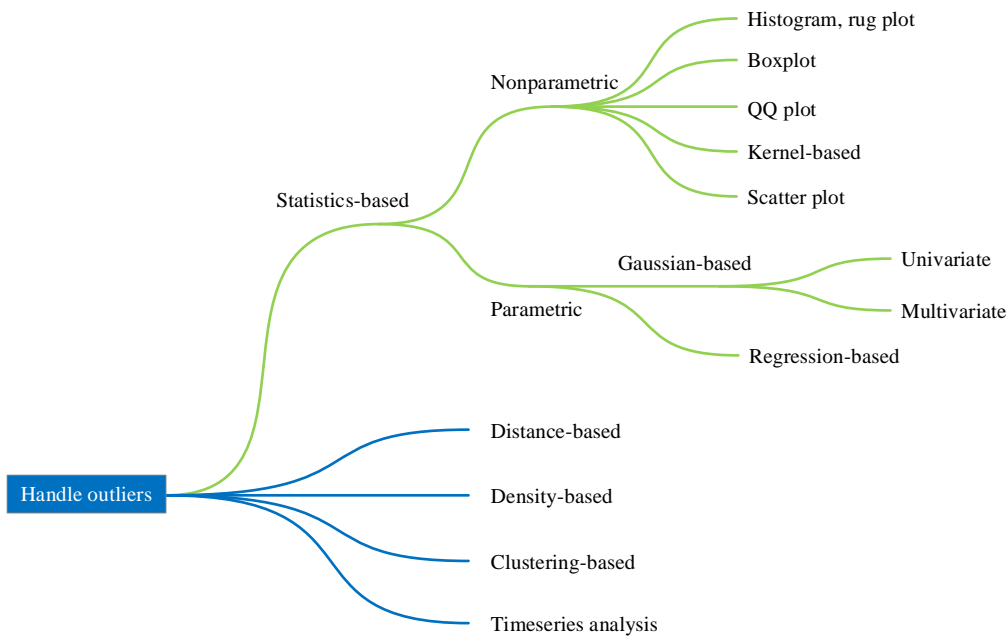 Histogram, rug plot
Boxplot
Nonparametric
QQ plot
Kernel-based
Scatter plot
Statistics-based
Gaussian-based
Univariate
Parametric
Multivariate
Regression-based
Distance-based
Handle outliers
Density-based
Clustering-based
Timeseries analysis